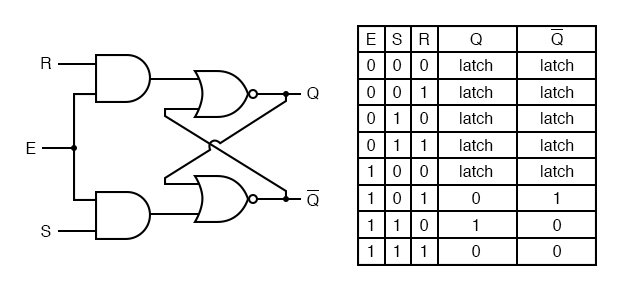 R
Q
E
Q̅
S
E S R Q Q̅
0 0 0 latch latch
0 0 1 latch latch
0 1 0 latch latch
0 1 1 latch latch
1 0 0 latch latch
1 0 1 0 1
1 1 0 1 0
1 1 1 0 0